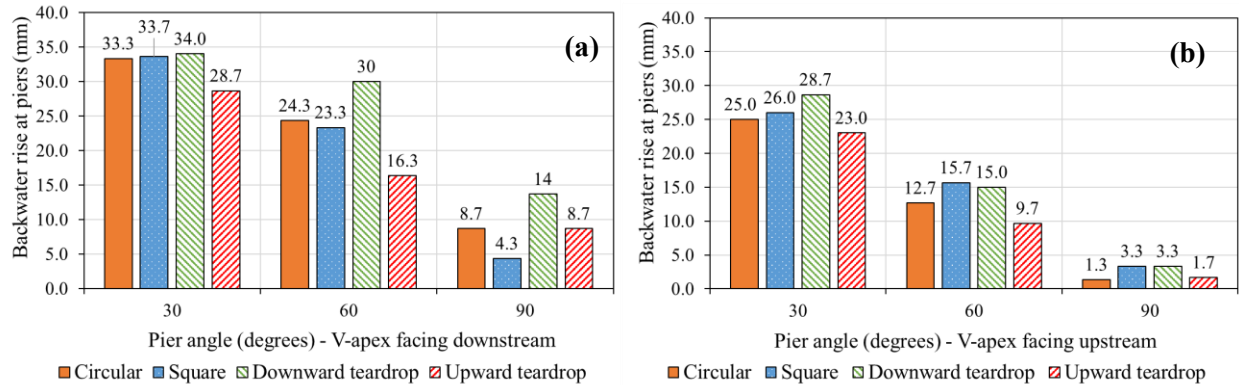 (a)
Backwater rise at piers (mm)
40.0
35.0
30.0
25.0
20.0
15.0
10.0
5.0
0.0
33.3 33.7 34.0 28.7
24.3 23.3 30 16.3
8.7 4.3 14 8.7
30 60 90
Pier angle (degrees) - V-apex facing downstream
Circular Square Downward teardrop Upward teardrop
(b)
Backwater rise at piers (mm)
40.0
35.0
30.0
25.0
20.0
15.0
10.0
5.0
0.0
25.0 26.0 28.7 23.0
12.7 15.7 15.0 9.7
1.3 3.3 3.3 1.7
30 60 90
Pier angle (degrees) - V-apex facing upstream
Circular Square Downward teardrop Upward teardrop